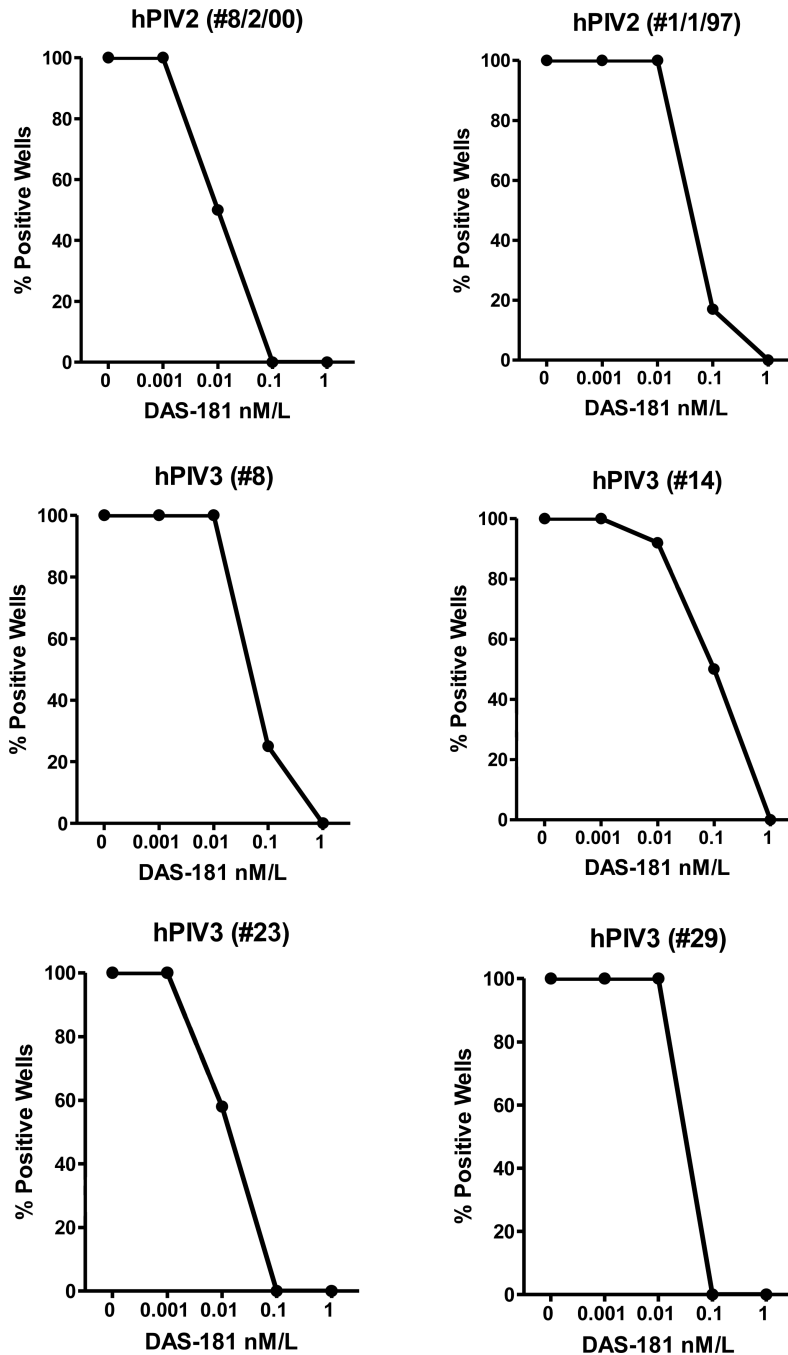 hPIV2 (#8/2/00)
% Positive Wells
100
80
60
40
20
0
0 0.001 0.01 0.1 1
DAS-181 nM/L
hPIV2 (#1/1/97)
% Positive Wells
100
80
60
40
20
0
0 0.001 0.01 0.1 1
DAS-181 nM/L
hPIV3 (#8)
% Positive Wells
100
80
60
40
20
0
0 0.001 0.01 0.1 1
DAS-181 nM/L
hPIV3 (#14)
% Positive Wells
100
80
60
40
20
0
0 0.001 0.01 0.1 1
DAS-181 nM/L
hPIV3 (#23)
% Positive Wells
100
80
60
40
20
0
0 0.001 0.01 0.1 1
DAS-181 nM/L
hPIV3 (#29)
% Positive Wells
100
80
60
40
20
0
0 0.001 0.01 0.1 1
DAS-181 nM/L